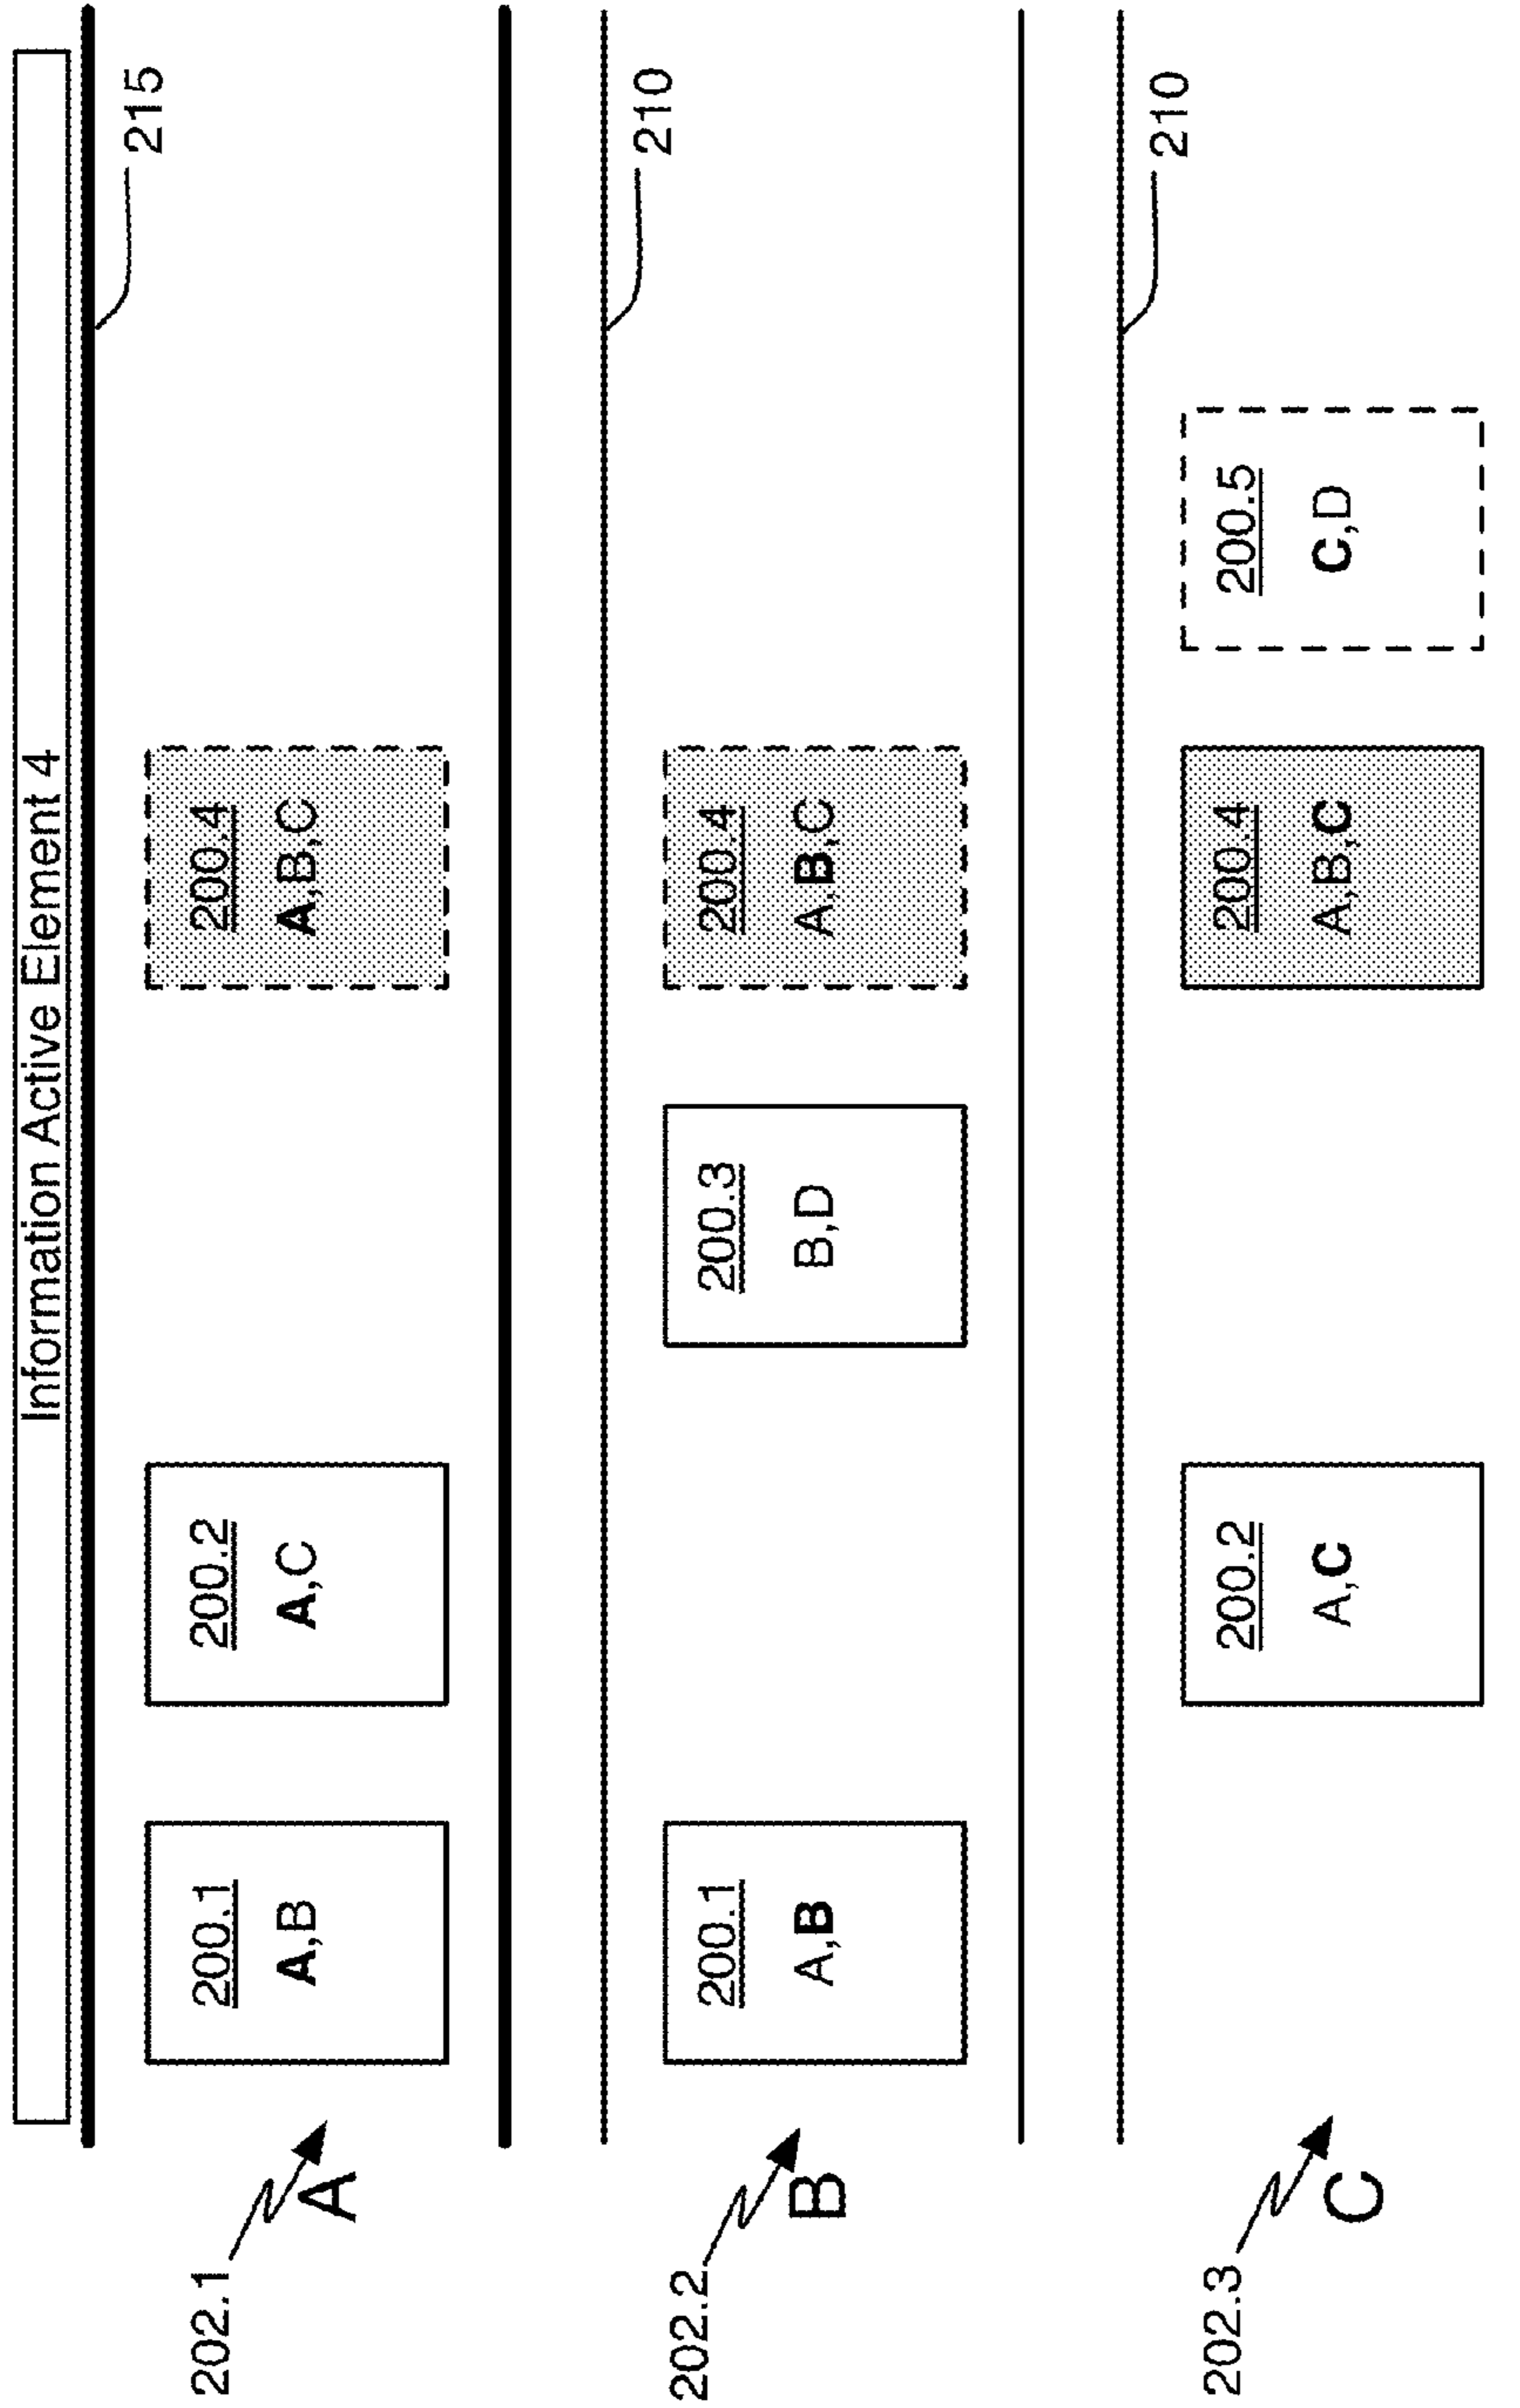 Information Active Element 4
215
202.1
A
200.1
A,B
200.2
A,C
200.4
A,B,C
210
202.2
B
200.1
A,B
200.3
B,D
200.4
A,B,C
210
202.3
C
200.2
A,C
200.4
A,B,C
200.5
C,D